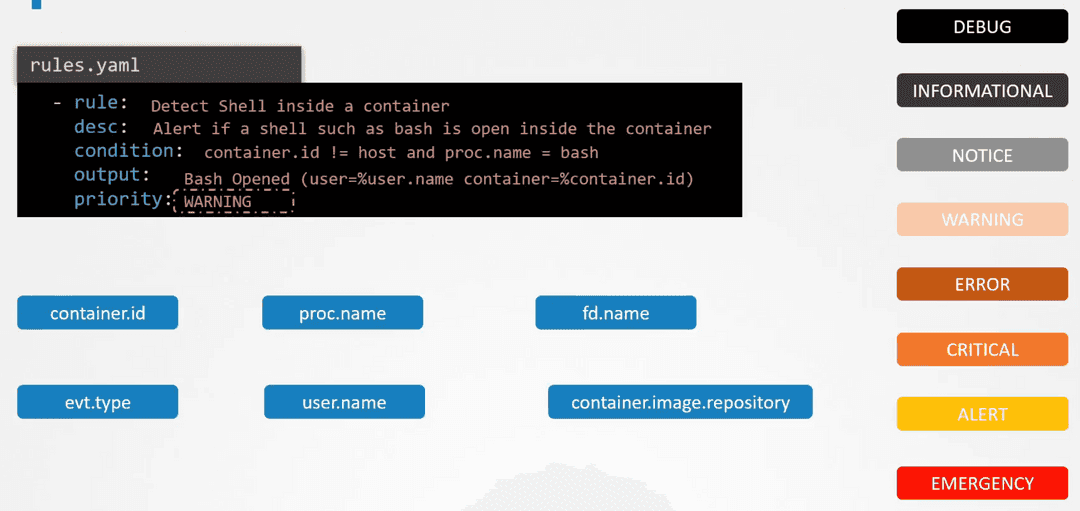 rules.yaml
- rule: Detect Shell inside a container
desc: Alert if a shell such as bash is open inside the container
condition: container.id != host and proc.name = bash
output: Bash Opened (user=%user.name container=%container.id)
priority: WARNING
container.id
proc.name
fd.name
evt.type
user.name
container.image.repository
DEBUG
INFORMATIONAL
NOTICE
WARNING
ERROR
CRITICAL
ALERT
EMERGENCY